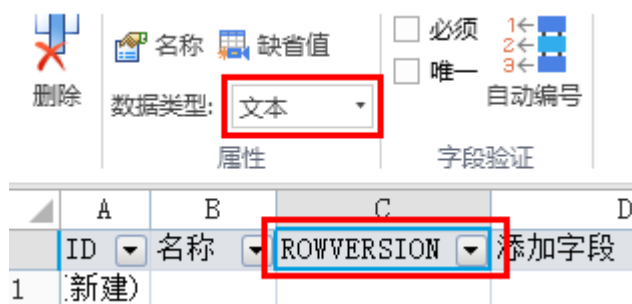 必须
名称 缺省值
唯一
1
2
3
删除
数据类型: 文本
自动编号
属性
字段验证
A B C D
ID 名称 ROWVERSION 添加字段
1 新建)